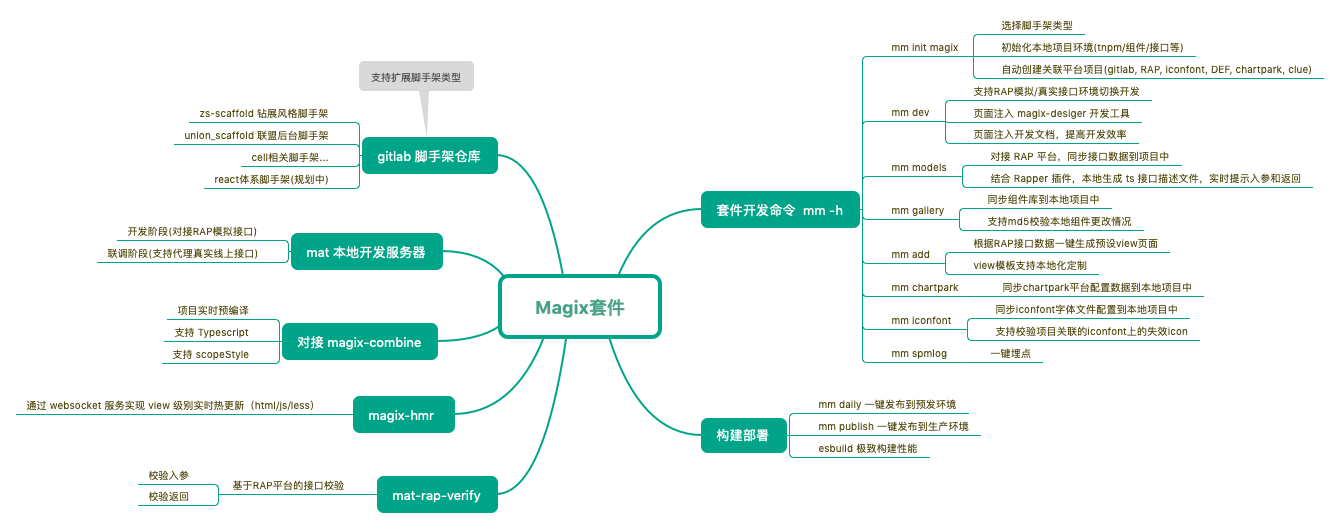 Magix套件
支持扩展脚手架类型
gitlab 脚手架仓库
zs-scaffold 钻展风格脚手架
union_scaffold 联盟后台脚手架
cell相关脚手架...
react体系脚手架(规划中)
mat 本地开发服务器
开发阶段(对接RAP模拟接口)
联调阶段(支持代理真实线上接口)
对接 magix-combine
项目实时预编译
支持 Typescript
支持 scopeStyle
magix-hmr
通过 websocket 服务实现 view 级别实时热更新（html/js/less）
mat-rap-verify
基于RAP平台的接口校验
校验入参
校验返回
套件开发命令 mm -h
mm init magix
选择脚手架类型
初始化本地项目环境(tnpm/组件/接口等)
自动创建关联平台项目(gitlab, RAP, iconfont, DEF, chartpark, clue)
mm dev
支持RAP模拟/真实接口环境切换开发
页面注入 magix-desiger 开发工具
页面注入开发文档，提高开发效率
mm models
对接 RAP 平台，同步接口数据到项目中
结合 Rapper 插件，本地生成 ts 接口描述文件，实时提示入参和返回
mm gallery
同步组件库到本地项目中
支持md5校验本地组件更改情况
mm add
根据RAP接口数据一键生成预设view页面
view模板支持本地化定制
mm chartpark
同步chartpark平台配置数据到本地项目中
mm iconfont
同步iconfont字体文件配置到本地项目中
支持校验项目关联的iconfont上的失效icon
mm spmlog
一键埋点
构建部署
mm daily 一键发布到预发环境
mm publish 一键发布到生产环境
esbuild 极致构建性能